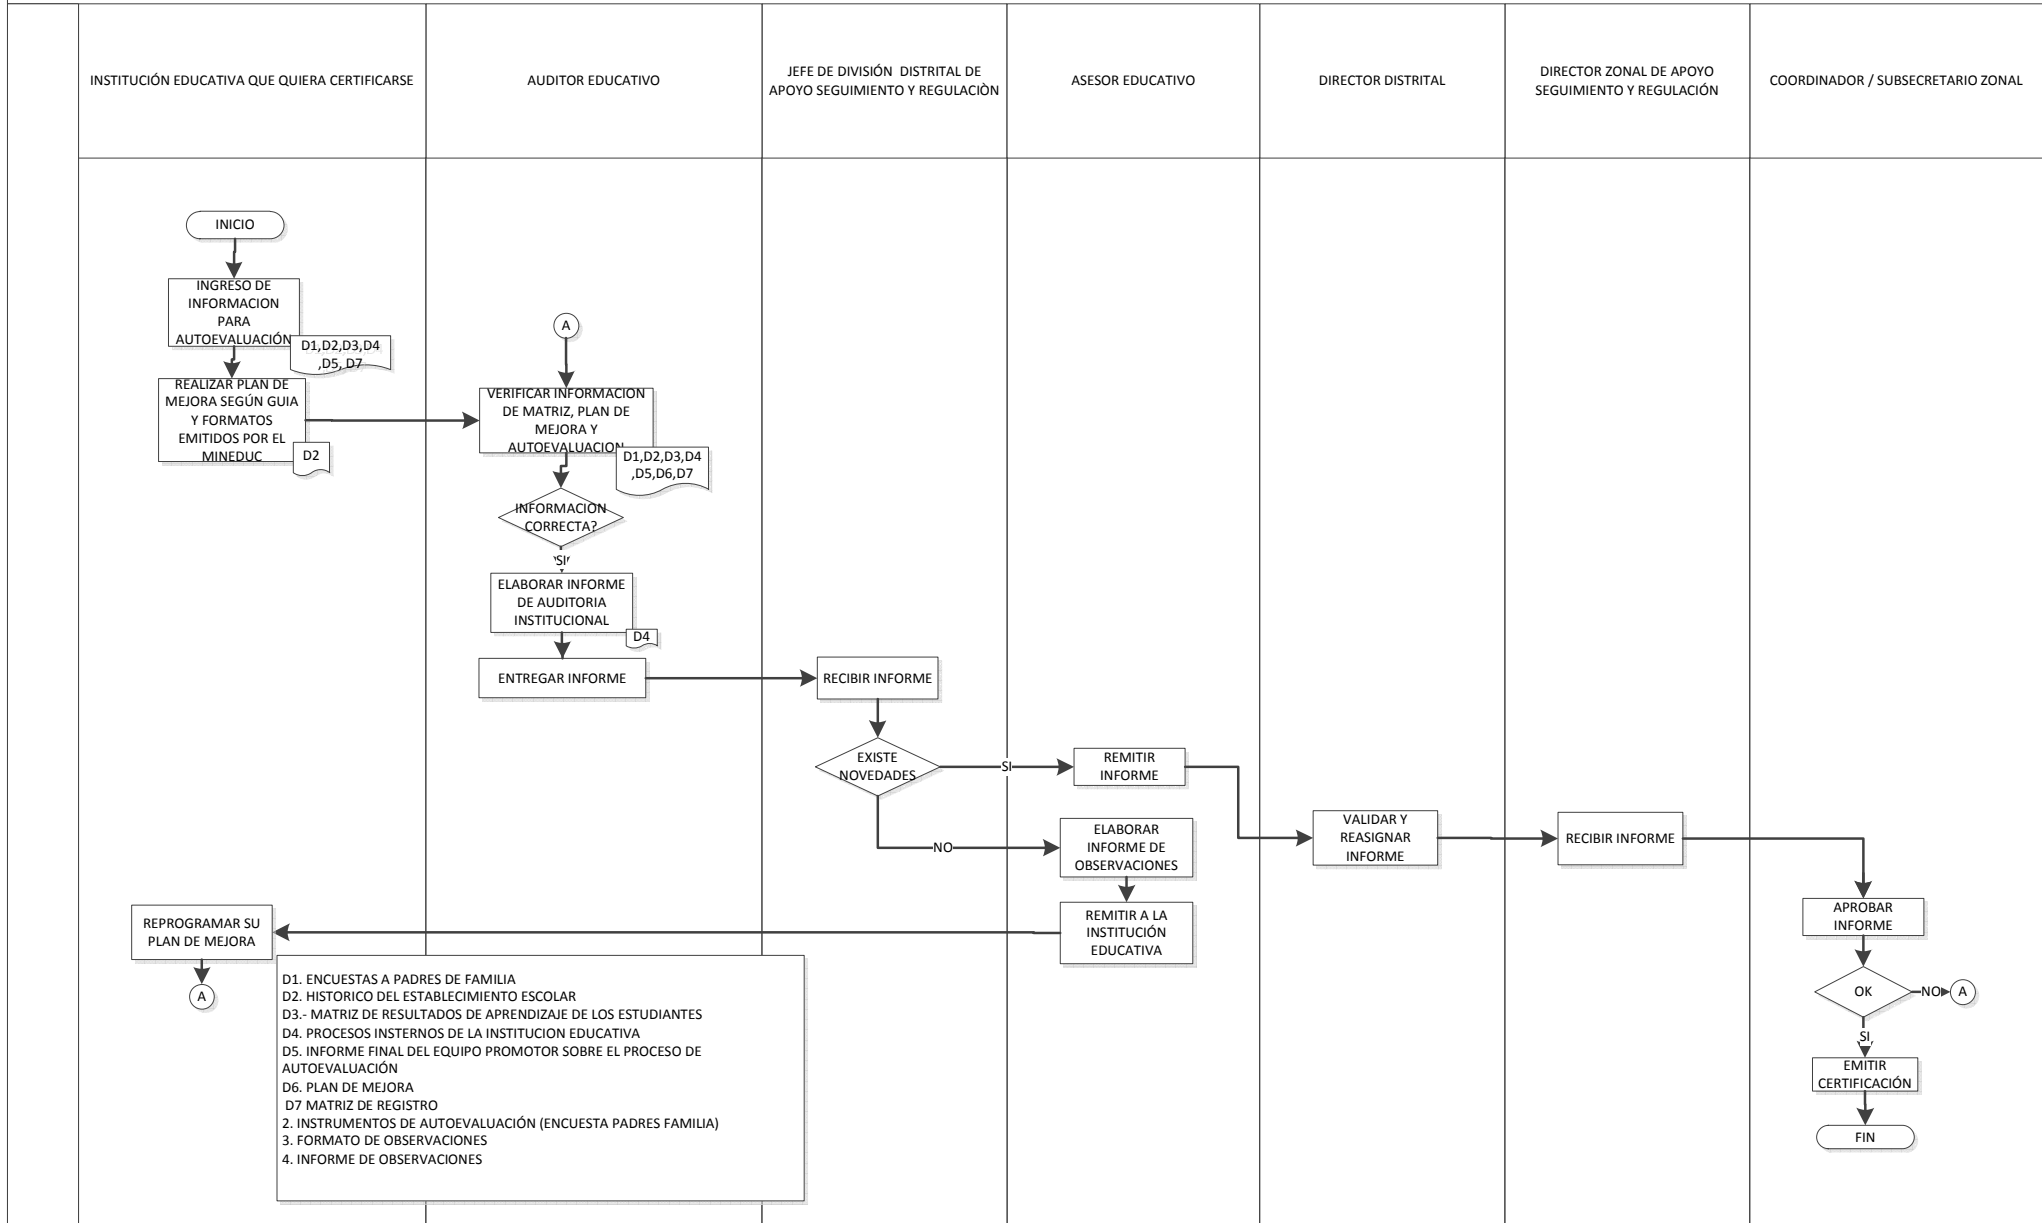 INSTITUCIÓN EDUCATIVA QUE QUIERA CERTIFICARSE
AUDITOR EDUCATIVO
JEFE DE DIVISIÓN DISTRITAL DE
APOYO SEGUIMIENTO Y REGULACIÒN
ASESOR EDUCATIVO
DIRECTOR DISTRITAL
DIRECTOR ZONAL DE APOYO
SEGUIMIENTO Y REGULACIÓN
COORDINADOR / SUBSECRETARIO ZONAL
INICIO
INGRESO DE
INFORMACION
PARA
AUTOEVALUACIÓN
D1,D2,D3,D4
,D5, D7
REALIZAR PLAN DE
MEJORA SEGÚN GUIA
Y FORMATOS
EMITIDOS POR EL
MINEDUC
D2
A
VERIFICAR INFORMACION
DE MATRIZ, PLAN DE
MEJORA Y
AUTOEVALUACION
D1,D2,D3,D4
,D5,D6,D7
INFORMACION
CORRECTA?
SI
ELABORAR INFORME
DE AUDITORIA
INSTITUCIONAL
D4
ENTREGAR INFORME
RECIBIR INFORME
EXISTE
NOVEDADES
SI
REMITIR
INFORME
NO
ELABORAR
INFORME DE
OBSERVACIONES
REMITIR A LA
INSTITUCIÓN
EDUCATIVA
VALIDAR Y
REASIGNAR
INFORME
RECIBIR INFORME
APROBAR
INFORME
OK
NO
A
SI
EMITIR
CERTIFICACIÓN
FIN
REPROGRAMAR SU
PLAN DE MEJORA
A
D1. ENCUESTAS A PADRES DE FAMILIA
D2. HISTORICO DEL ESTABLECIMIENTO ESCOLAR
D3.- MATRIZ DE RESULTADOS DE APRENDIZAJE DE LOS ESTUDIANTES
D4. PROCESOS INSTERNOS DE LA INSTITUCION EDUCATIVA
D5. INFORME FINAL DEL EQUIPO PROMOTOR SOBRE EL PROCESO DE
AUTOEVALUACIÓN
D6. PLAN DE MEJORA
D7 MATRIZ DE REGISTRO
2. INSTRUMENTOS DE AUTOEVALUACIÓN (ENCUESTA PADRES FAMILIA)
3. FORMATO DE OBSERVACIONES
4. INFORME DE OBSERVACIONES